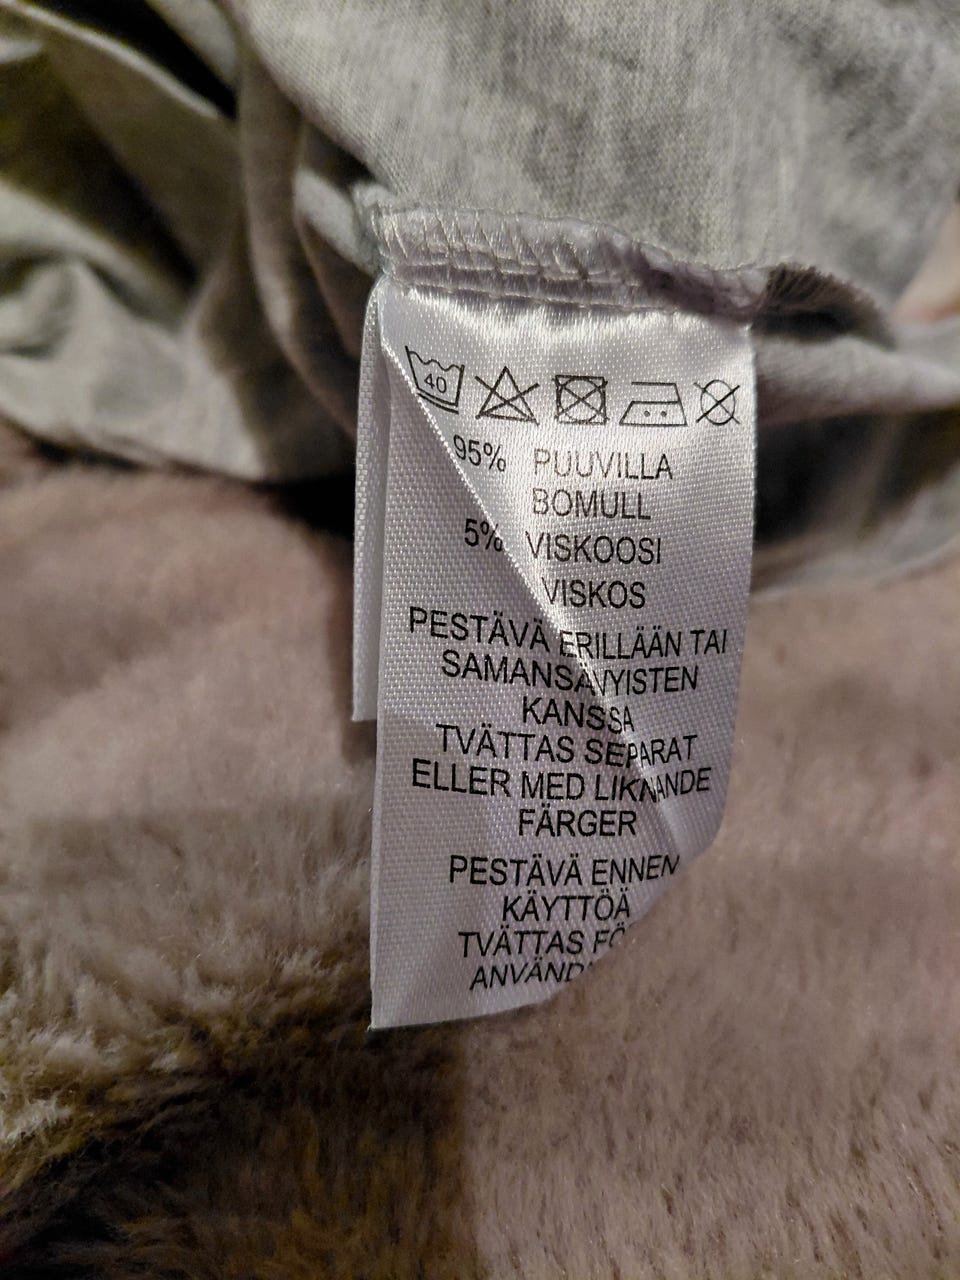 40
95% PUUVILLA
BOMULL
5% VISKOOSI
VISKOS
PESTÄVÄ ERILLÄÄN TAI
SAMANSÄVYISTEN
KANSSA
TVÄTTAS SEPARAT
ELLER MED LIKNANDE
FÄRGER
PESTÄVÄ ENNEN
KÄYTTÖÄ
TVÄTTAS